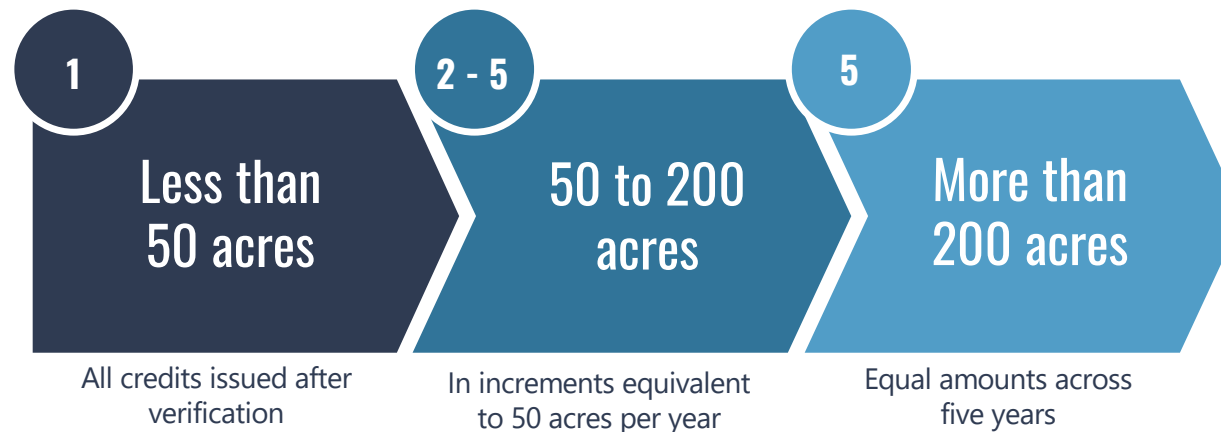 1
Less than
50 acres
All credits issued after
verification
2 - 5
50 to 200
acres
In increments equivalent
to 50 acres per year
5
More than
200 acres
Equal amounts across
five years